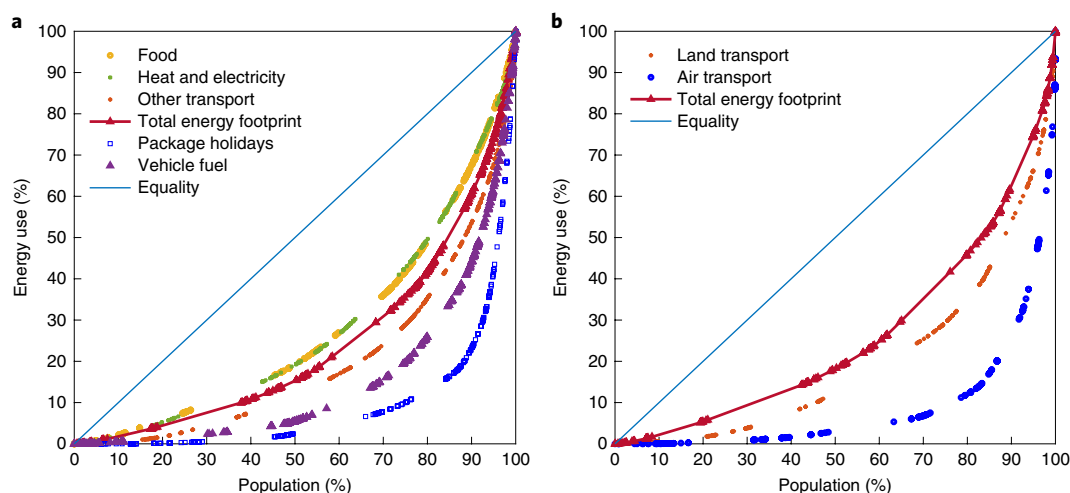 a
100
90
80
70
60
50
40
30
20
10
0
Energy use (%)
Food
Heat and electricity
Other transport
Total energy footprint
Package holidays
Vehicle fuel
Equality
0 10 20 30 40 50 60 70 80 90 100
Population (%)
b
100
90
80
70
60
50
40
30
20
10
0
Energy use (%)
Land transport
Air transport
Total energy footprint
Equality
0 10 20 30 40 50 60 70 80 90 100
Population (%)